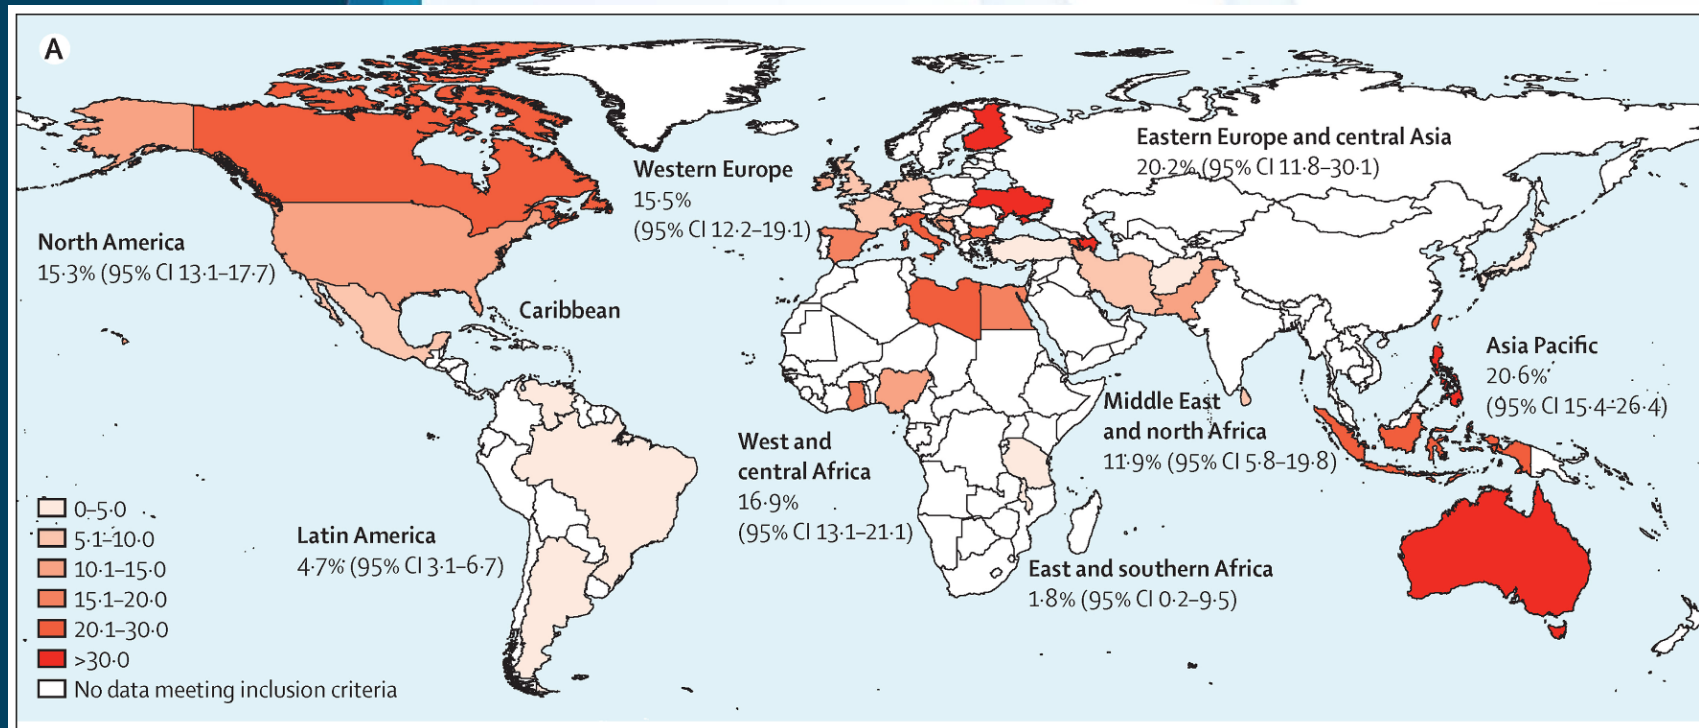 A
Eastern Europe and central Asia
20·2% (95% CI 11·8–30·1)
Western Europe
15·5%
(95% CI 12·2–19·1)
North America
15·3% (95% CI 13·1–17·7)
Caribbean
Asia Pacific
20·6%
(95% CI 15·4–26·4)
Middle East
and north Africa
11·9% (95% CI 5·8–19·8)
West and
central Africa
16·9%
(95% CI 13·1–21·1)
Latin America
4·7% (95% CI 3·1–6·7)
East and southern Africa
1·8% (95% CI 0·2–9·5)
0–5·0
5·1–10·0
10·1–15·0
15·1–20·0
20·1–30·0
>30·0
No data meeting inclusion criteria